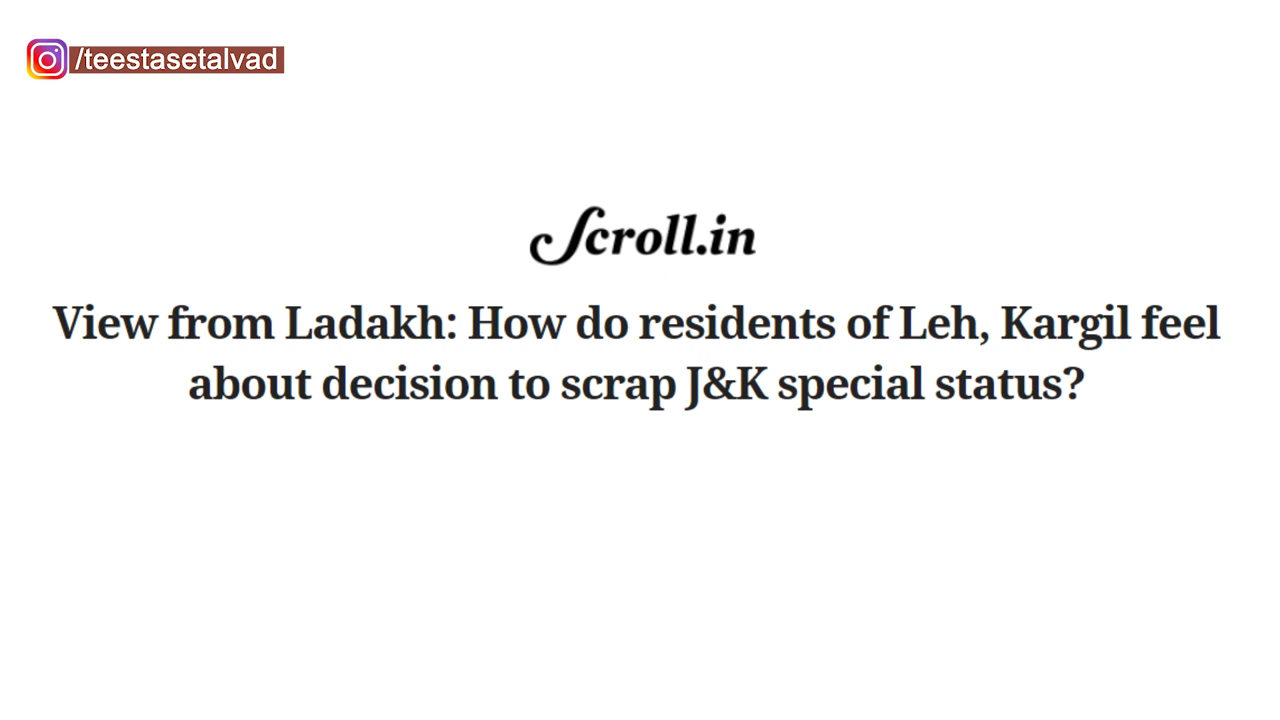 /teestasetalvad
Scroll.in
View from Ladakh: How do residents of Leh, Kargil feel
about decision to scrap J&K special status?